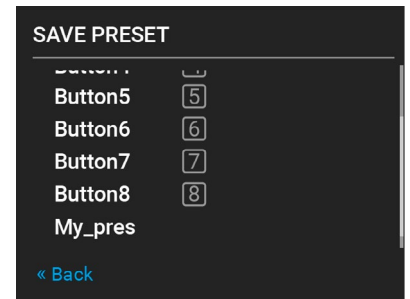 SAVE PRESET
Button5 5
Button6 6
Button7 7
Button8 8
My_pres
« Back